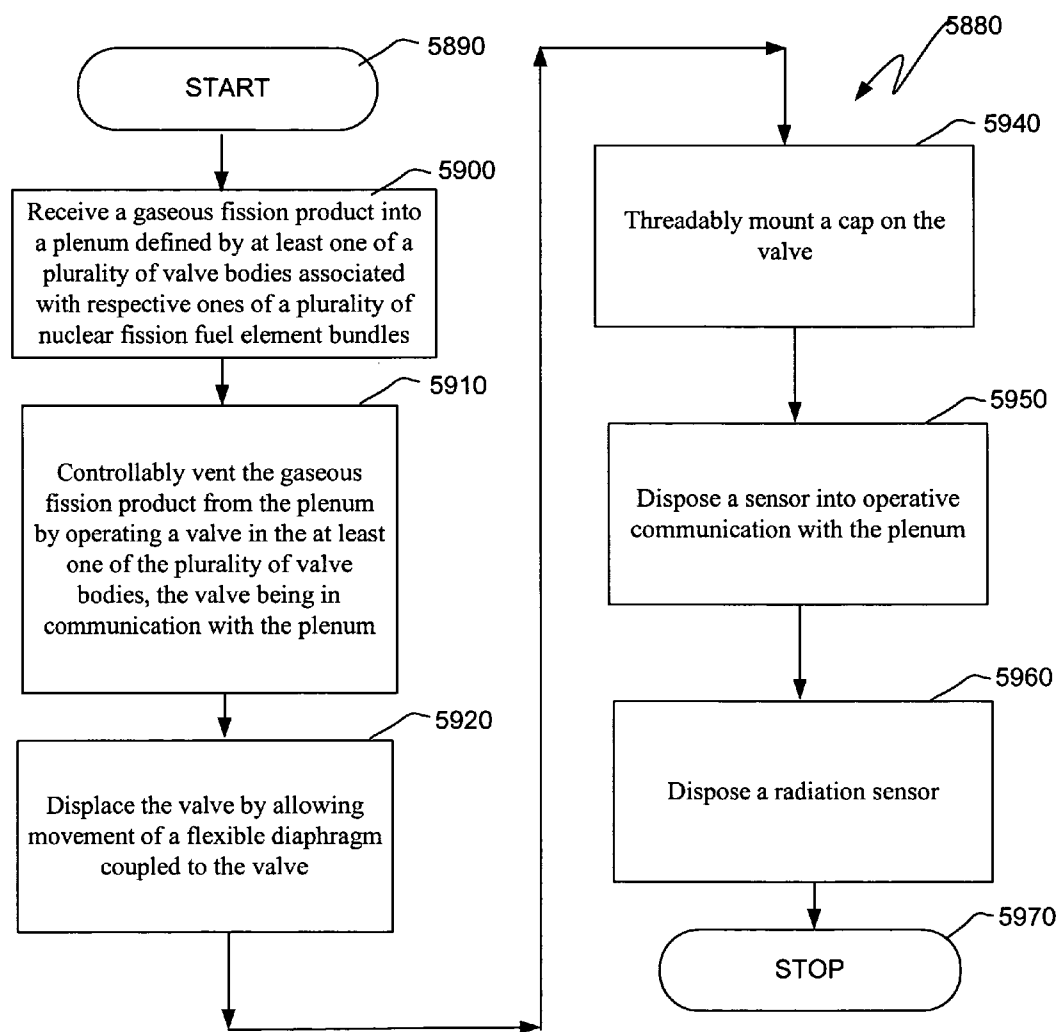 5890
START
5900
Receive a gaseous fission product into
a plenum defined by at least one of a
plurality of valve bodies associated
with respective ones of a plurality of
nuclear fission fuel element bundles
5910
Controllably vent the gaseous
fission product from the plenum
by operating a valve in the at least
one of the plurality of valve
bodies, the valve being in
communication with the plenum
5920
Displace the valve by allowing
movement of a flexible diaphragm
coupled to the valve
5880
5940
Threadably mount a cap on the
valve
5950
Dispose a sensor into operative
communication with the plenum
5960
Dispose a radiation sensor
5970
STOP